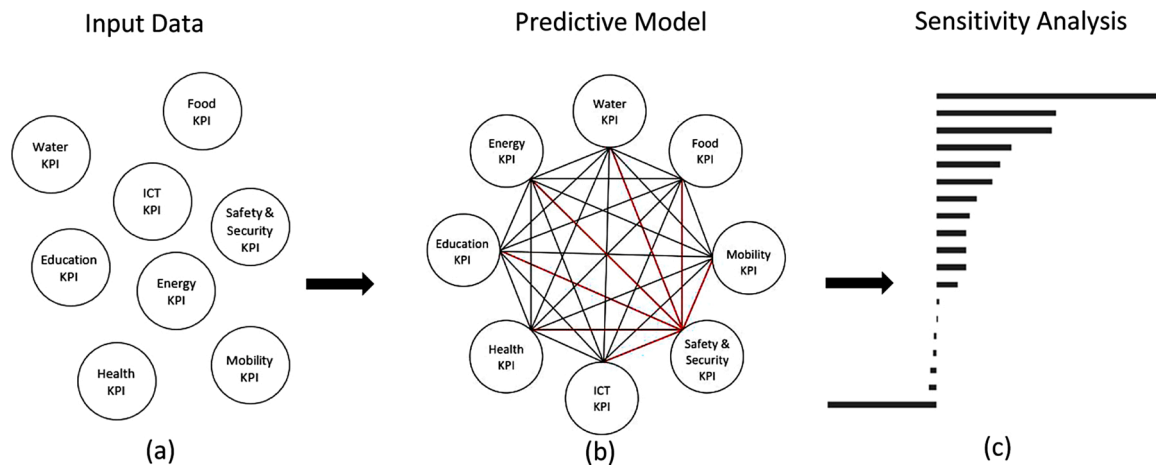 Input Data
Predictive Model
Sensitivity Analysis
Food
KPI
Water
KPI
ICT
KPI
Safety &
Security
KPI
Education
KPI
Energy
KPI
Mobility
KPI
Health
KPI
(a)
Water
KPI
Energy
KPI
Food
KPI
Education
KPI
Mobility
KPI
Health
KPI
Safety &
Security
KPI
ICT
KPI
(b)
(c)